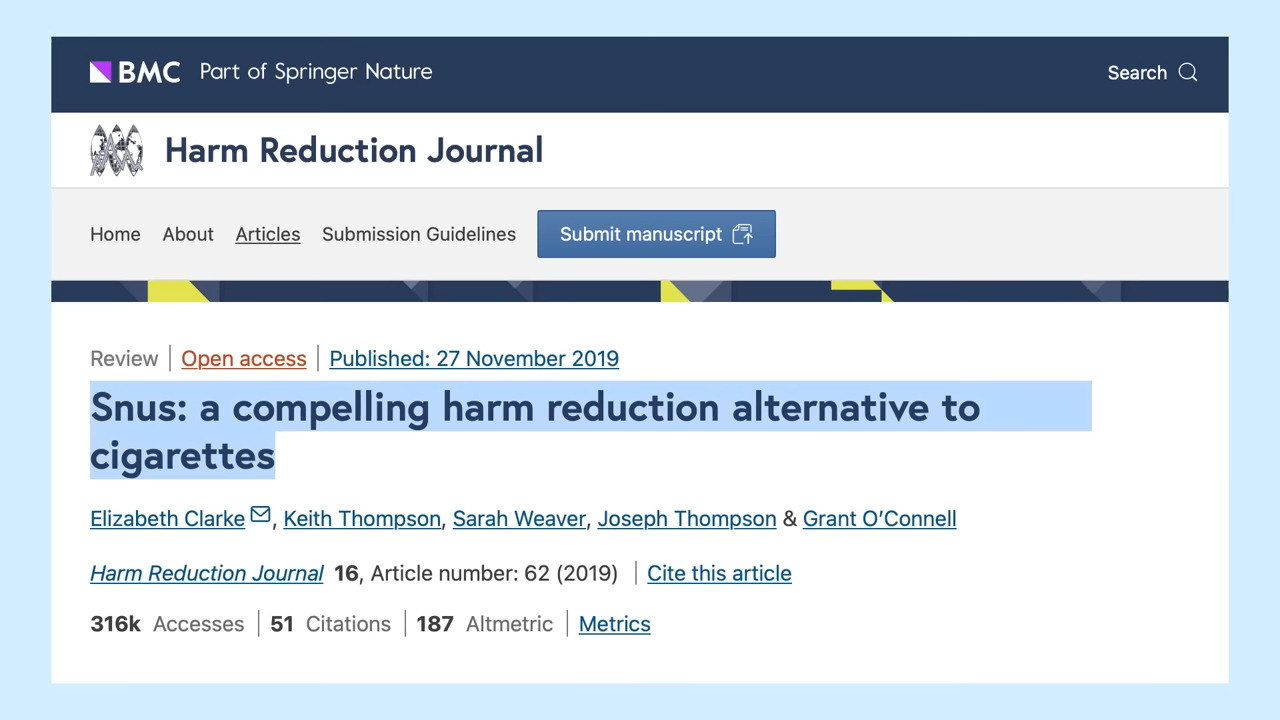 BMC Part of Springer Nature
Search
Harm Reduction Journal
Home About Articles Submission Guidelines Submit manuscript
Review Open access Published: 27 November 2019
Snus: a compelling harm reduction alternative to
cigarettes
Elizabeth Clarke, Keith Thompson, Sarah Weaver, Joseph Thompson & Grant O’Connell
Harm Reduction Journal 16, Article number: 62 (2019) Cite this article
316k Accesses 51 Citations 187 Altmetric Metrics